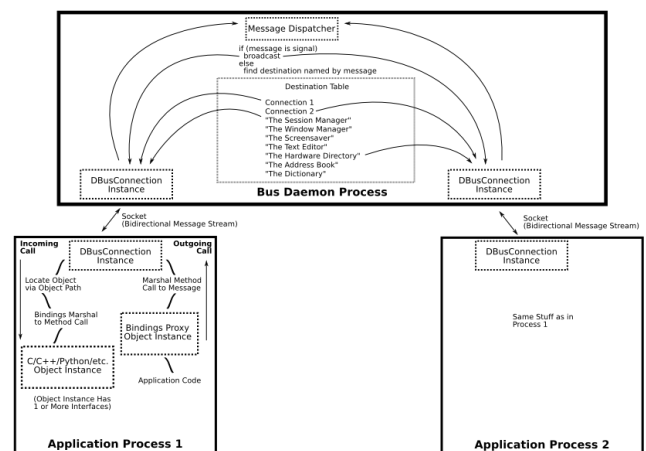 Message Dispatcher
if (message is signal)
broadcast
else
find destination named by message
Destination Table
Connection 1
Connection 2
"The Session Manager"
"The Window Manager"
"The Screensaver"
"The Text Editor"
"The Hardware Directory"
"The Address Book"
"The Dictionary"
DBusConnection
Instance
Bus Daemon Process
DBusConnection
Instance
Socket
(Bidirectional Message Stream)
Socket
(Bidirectional Message Stream)
Incoming
Call
DBusConnection
Instance
Outgoing
Call
Locate Object
via Object Path
Marshal Method
Call to Message
Bindings Marshal
to Method Call
Bindings Proxy
Object Instance
C/C++/Python/etc.
Object Instance
Application Code
(Object Instance Has
1 or More Interfaces)
Application Process 1
DBusConnection
Instance
Same Stuff as in
Process 1
Application Process 2